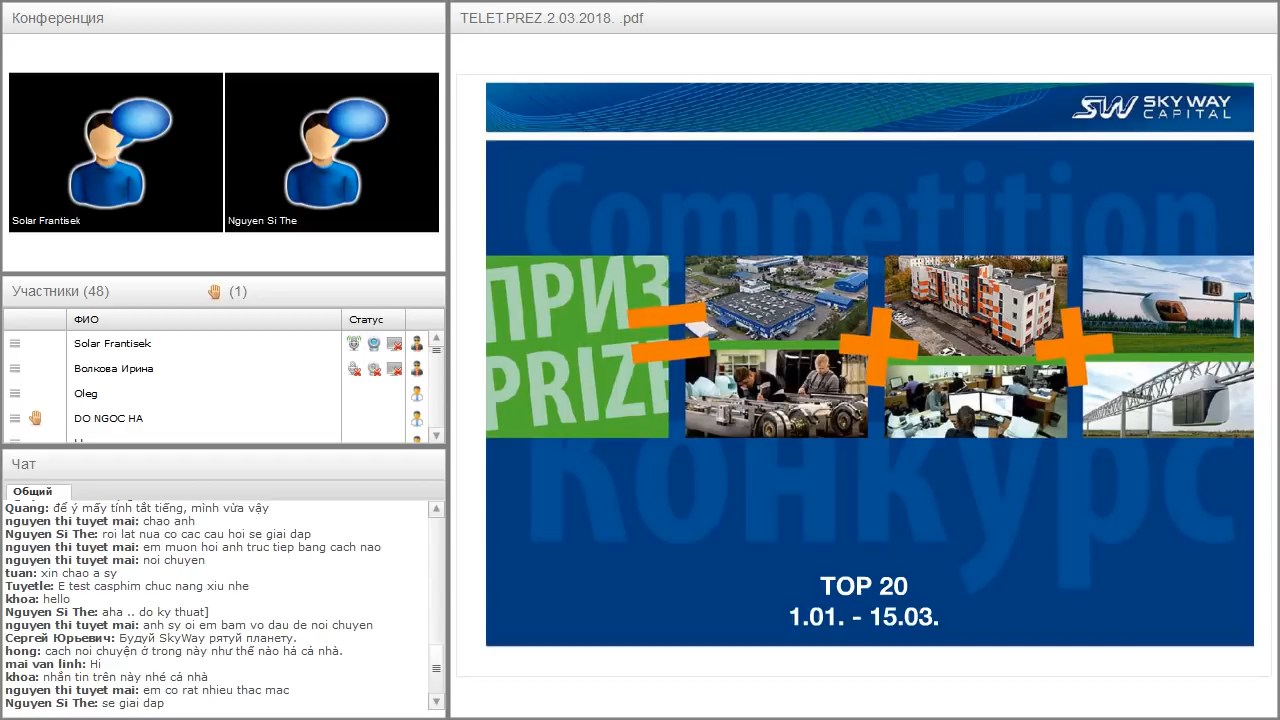 Конференция
Solar Frantisek
Nguyen Si The
Участники (48)
(1)
ФИО
Статус
Solar Frantisek
Волкова Ирина
Oleg
DO NGOC HA
Чат
Общий
Quang: để ý mấy tính tắt tiếng, mình vừa vậy
nguyen thi tuyet mai: chao anh
Nguyen Si The: roi lat nua co cac cau hoi se giai dap
nguyen thi tuyet mai: em muon hoi anh truc tiep bang cach nao
nguyen thi tuyet mai: noi chuyen
tuan: xin chao a sy
Tuyetle: E test casphim chuc nang xiu nhe
khoa: hello
Nguyen Si The: aha .. do ky thuat]
nguyen thi tuyet mai: anh sy oi em bam vo dau de noi chuyen
Сергей Юрьевич: Будуй SkyWay рятуй планету.
hong: cach noi chuyện ở trong này như thế nào há cả nhà.
mai van linh: Hi
khoa: nhắn tin trên này nhé cả nhà
nguyen thi tuyet mai: em co rat nhieu thac mac
Nguyen Si The: se giai dap
TELET.PREZ.2.03.2018. .pdf
SW SKY WAY
CAPITAL
Competition
ПРИЗ
PRIZE
Конкурс
TOP 20
1.01. - 15.03.